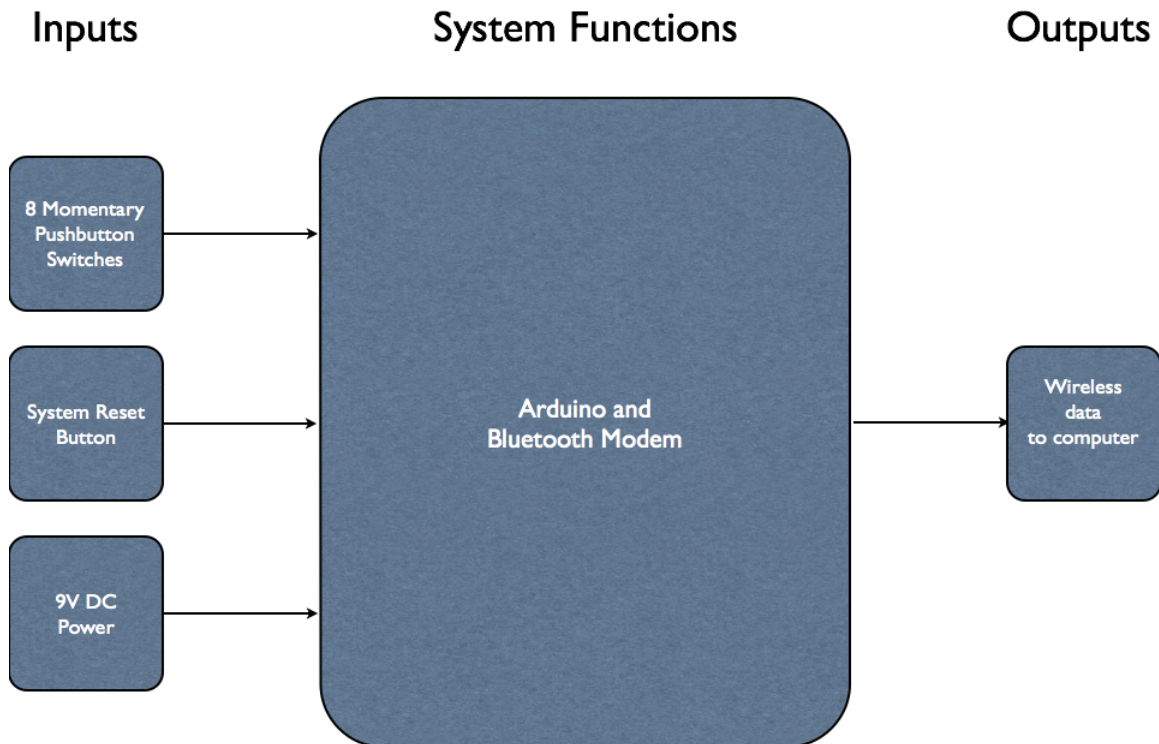 Inputs
System Functions
Outputs
8 Momentary
Pushbutton
Switches
System Reset
Button
9V DC
Power
Arduino and
Bluetooth Modem
Wireless
data
to computer